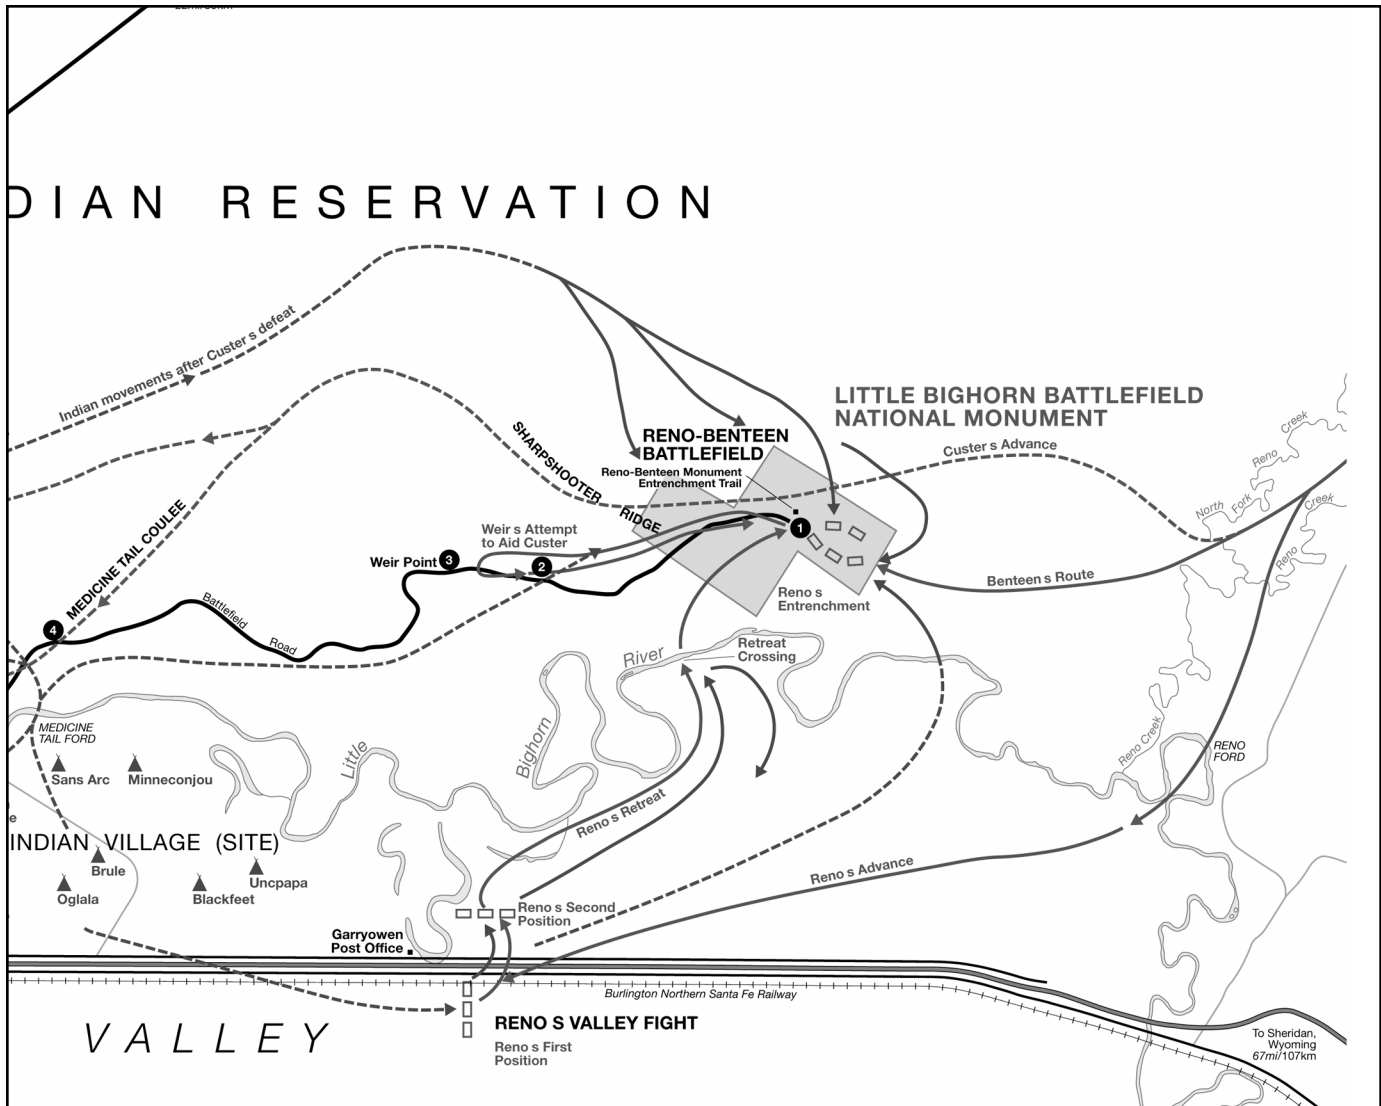 DIAN RESERVATION
Indian movements after Custer s defeat
LITTLE BIGHORN BATTLEFIELD
NATIONAL MONUMENT
SHARPSHOOTER
RIDGE
RENO-BENTEEN
BATTLEFIELD
Reno-Benteen Monument
Entrenchment Trail
Custer s Advance
Reno
Creek
North
Fork
Reno
Creek
MEDICINE TAIL COULEE
Weir s Attempt
to Aid Custer
Weir Point
3
2
1
4
Benteen s Route
Reno s
Entrenchment
Battlefield
Road
River
Retreat
Crossing
MEDICINE
TAIL FORD
Little
Bighorn
Reno Creek
RENO
FORD
Sans Arc
Minneconjou
e
INDIAN VILLAGE (SITE)
Brule
Oglala
Blackfeet
Uncpapa
Reno s Retreat
Reno s Advance
Reno s Second
Position
Garryowen
Post Office
Burlington Northern Santa Fe Railway
VALLEY
RENO S VALLEY FIGHT
Reno s First
Position
To Sheridan,
Wyoming
67mi/107km